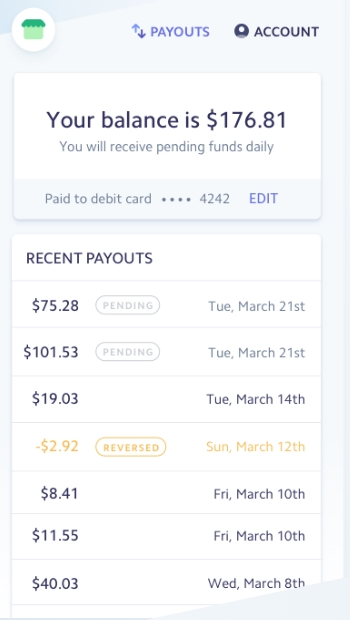 PAYOUTS ACCOUNT
Your balance is $176.81
You will receive pending funds daily
Paid to debit card •••• 4242 EDIT
RECENT PAYOUTS
$75.28 PENDING Tue, March 21st
$101.53 PENDING Tue, March 21st
$19.03 Tue, March 14th
-$2.92 REVERSED Sun, March 12th
$8.41 Fri, March 10th
$11.55 Fri, March 10th
$40.03 Wed, March 8th